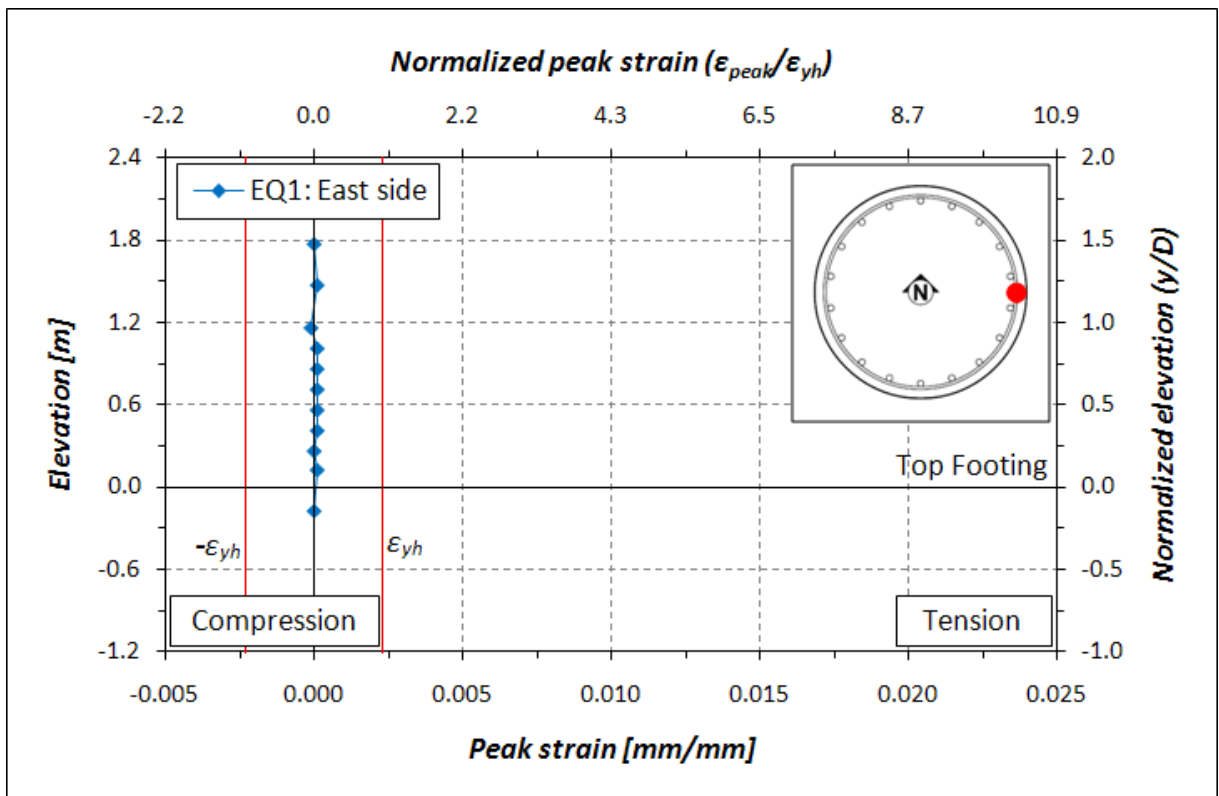 Normalized peak strain (εpeak/εyh)
-2.2 0.0 2.2 4.3 6.5 8.7 10.9
2.4 2.0
EQ1: East side
1.8 1.5
N
1.2 1.0
0.6 0.5
Top Footing
0.0 0.0
-εyh εyh
-0.6 -0.5
Compression Tension
-1.2 -1.0
-0.005 0.000 0.005 0.010 0.015 0.020 0.025
Peak strain [mm/mm]
Elevation [m]
Normalized elevation (y/D)